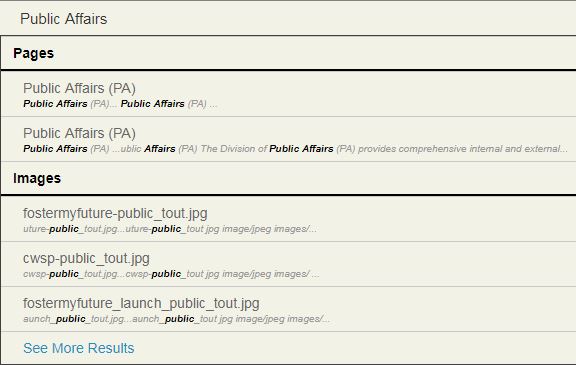 Public Affairs
Pages
Public Affairs (PA)
Public Affairs (PA)... Public Affairs (PA) ...
Public Affairs (PA)
Public Affairs (PA) ...ublic Affairs (PA) The Division of Public Affairs (PA) provides comprehensive internal and external...
Images
fostermyfuture-public_tout.jpg
uture-public_tout.jpg...uture-public_tout jpg image/jpeg images/...
cwsp-public_tout.jpg
cwsp-public_tout.jpg...cwsp-public_tout jpg image/jpeg images/ ...
fostermyfuture_launch_public_tout.jpg
aunch_public_tout.jpg...aunch_public_tout jpg image/jpeg images/...
See More Results